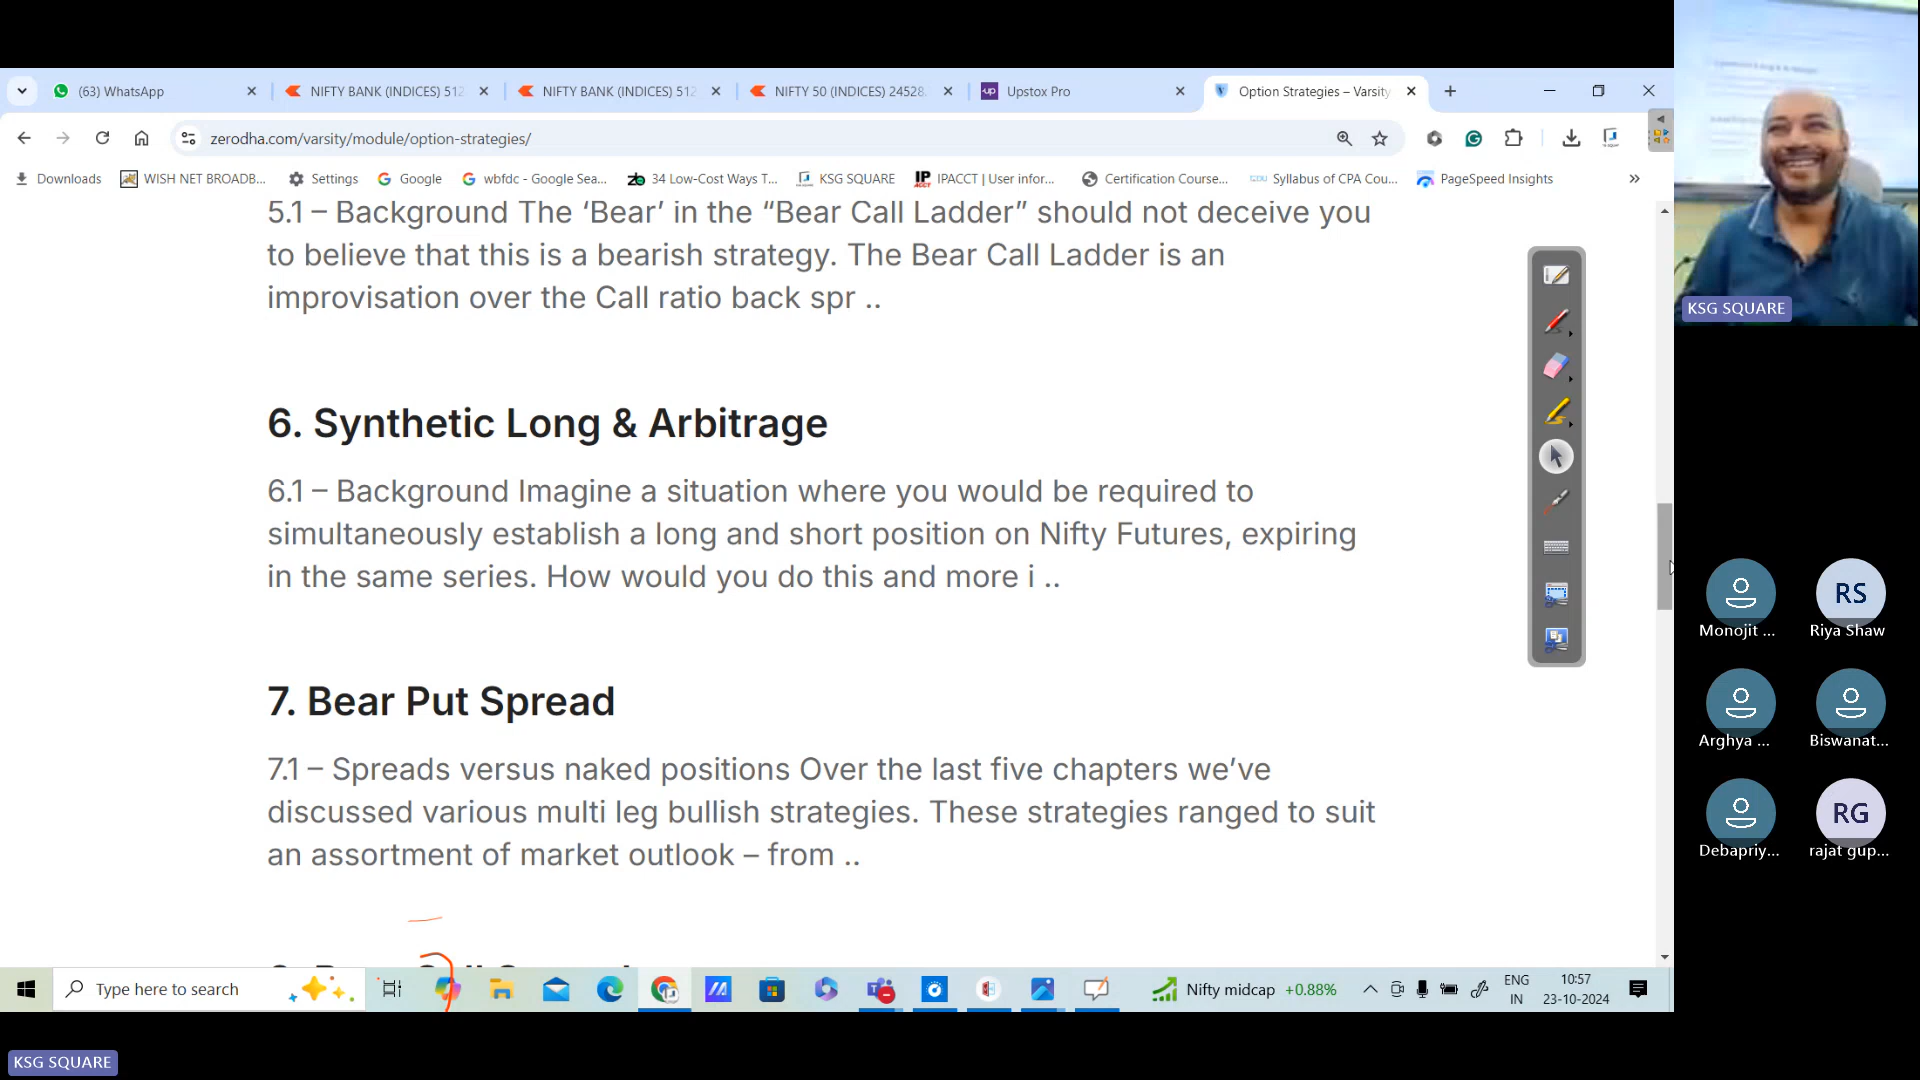 (63) WhatsApp
NIFTY BANK (INDICES) 512
NIFTY BANK (INDICES) 512
NIFTY 50 (INDICES) 24528.
Upstox Pro
Option Strategies – Varsity
zerodha.com/varsity/module/option-strategies/
Downloads
WISH NET BROADB...
Settings
Google
wbfdc - Google Sea...
34 Low-Cost Ways T...
KSG SQUARE
IPACCT | User infor...
Certification Course...
Syllabus of CPA Cou...
PageSpeed Insights
5.1 – Background The ‘Bear’ in the “Bear Call Ladder” should not deceive you
to believe that this is a bearish strategy. The Bear Call Ladder is an
improvisation over the Call ratio back spr ..
6. Synthetic Long & Arbitrage
6.1 – Background Imagine a situation where you would be required to
simultaneously establish a long and short position on Nifty Futures, expiring
in the same series. How would you do this and more i ..
7. Bear Put Spread
7.1 – Spreads versus naked positions Over the last five chapters we’ve
discussed various multi leg bullish strategies. These strategies ranged to suit
an assortment of market outlook – from ..
Type here to search
Nifty midcap +0.88%
ENG
IN
10:57
23-10-2024
KSG SQUARE
Monojit ...
RS
Riya Shaw
Arghya ...
Biswanat...
Debapriy...
RG
rajat gup...
KSG SQUARE